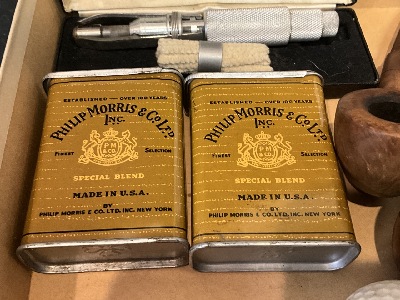 ESTABLISHED — OVER 100 YEARS
PHILIP MORRIS & CO. LTD.
INC.
P M
& CO.
FINEST SELECTION
SPECIAL BLEND
MADE IN U.S.A.
BY
PHILIP MORRIS & CO. LTD. INC. NEW YORK
ESTABLISHED — OVER 100 YEARS
PHILIP MORRIS & CO. LTD.
INC.
P M
& CO.
FINEST SELECTION
SPECIAL BLEND
MADE IN U.S.A.
BY
PHILIP MORRIS & CO. LTD. INC. NEW YORK